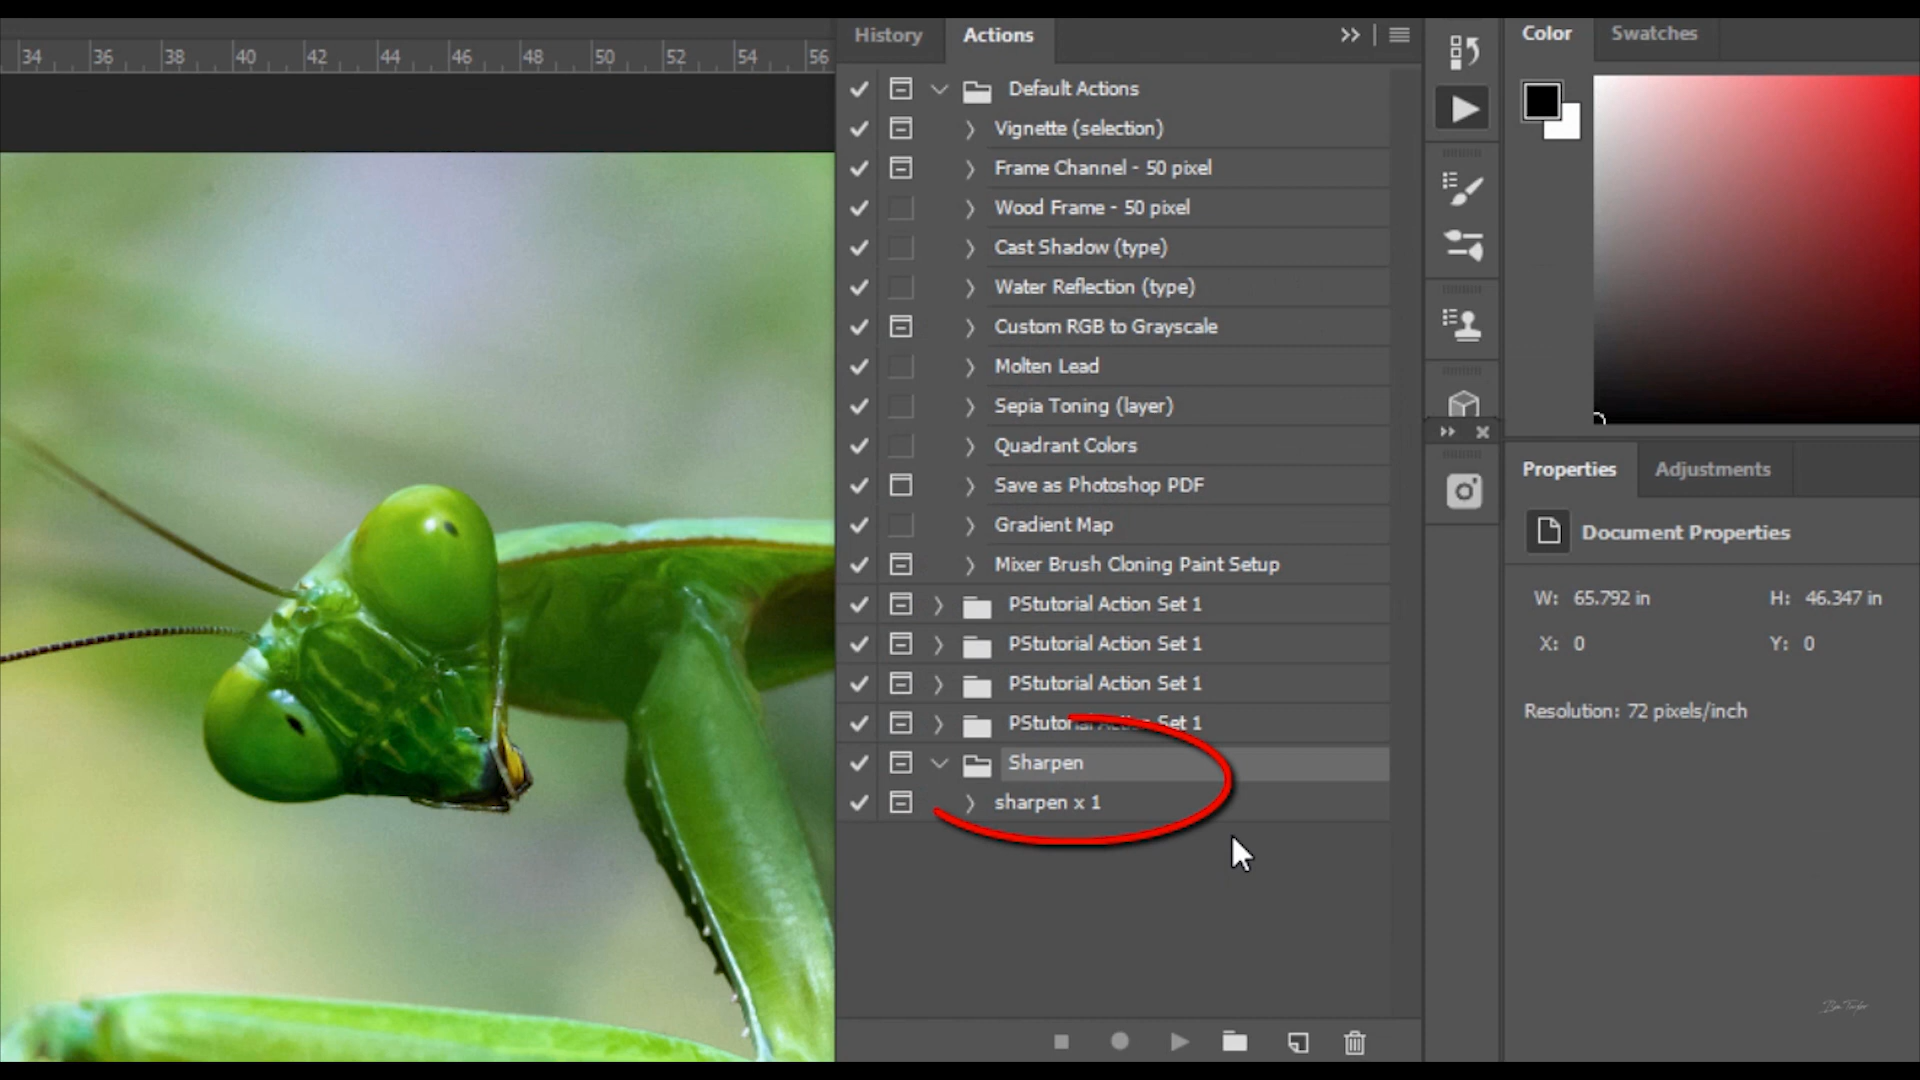 34 36 38 40 42 44 46 48 50 52 54 56
History Actions
Default Actions
Vignette (selection)
Frame Channel - 50 pixel
Wood Frame - 50 pixel
Cast Shadow (type)
Water Reflection (type)
Custom RGB to Grayscale
Molten Lead
Sepia Toning (layer)
Quadrant Colors
Save as Photoshop PDF
Gradient Map
Mixer Brush Cloning Paint Setup
PStutorial Action Set 1
PStutorial Action Set 1
PStutorial Action Set 1
PStutorial Action Set 1
Sharpen
sharpen x 1
Color Swatches
Properties Adjustments
Document Properties
W: 65.792 in H: 46.347 in
X: 0 Y: 0
Resolution: 72 pixels/inch